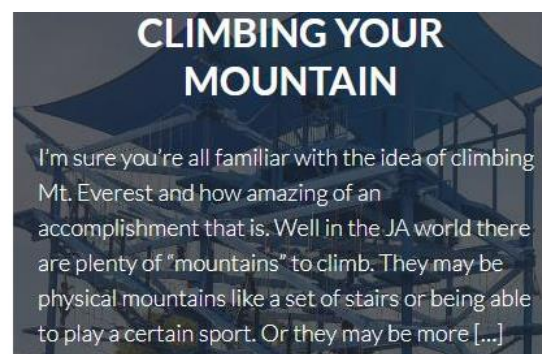 CLIMBING YOUR
MOUNTAIN
I'm sure you're all familiar with the idea of climbing
Mt. Everest and how amazing of an
accomplishment that is. Well in the JA world there
are plenty of “mountains” to climb. They may be
physical mountains like a set of stairs or being able
to play a certain sport. Or they may be more [...]